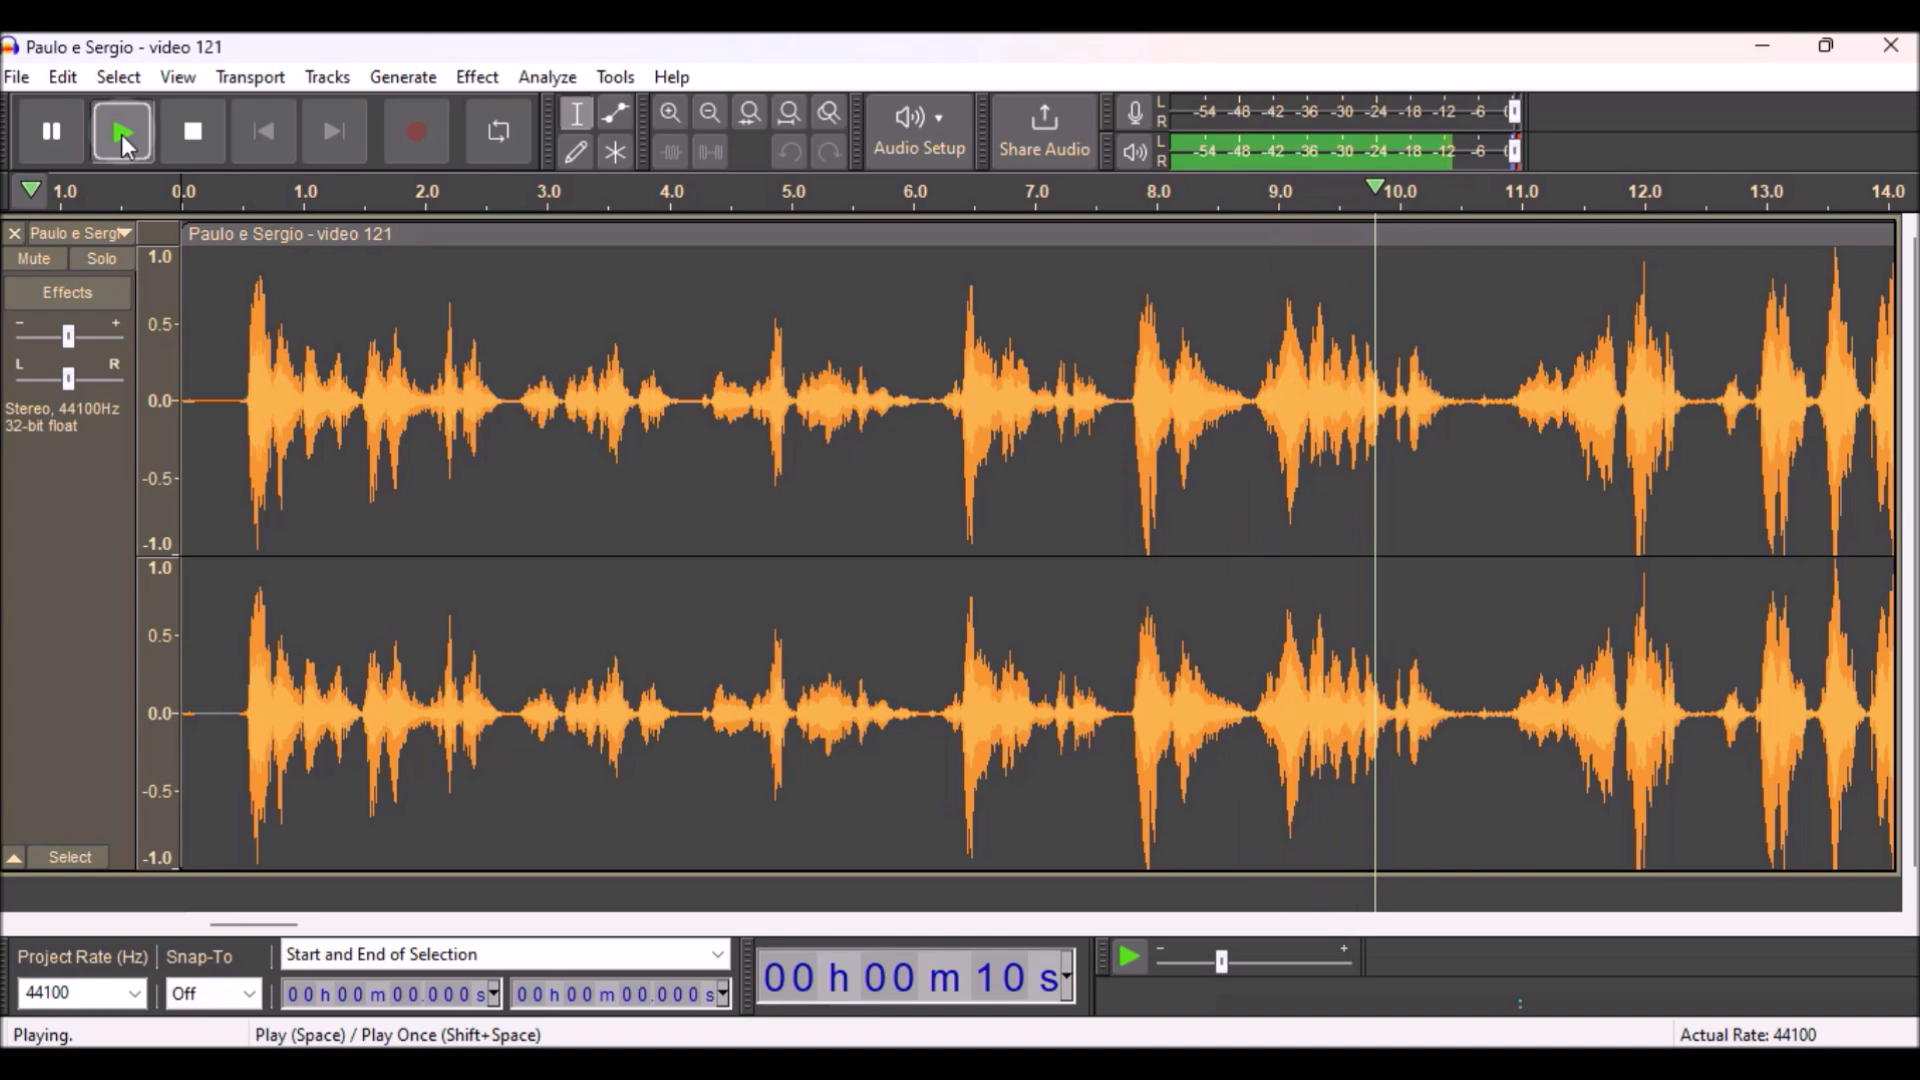 Paulo e Sergio - video 121
File Edit Select View Transport Tracks Generate Effect Analyze Tools Help
L R -54 -48 -42 -36 -30 -24 -18 -12 -6
L R -54 -48 -42 -36 -30 -24 -18 -12 -6
Audio Setup
Share Audio
1.0 0.0 1.0 2.0 3.0 4.0 5.0 6.0 7.0 8.0 9.0 10.0 11.0 12.0 13.0 14.0
Paulo e Sergi
Paulo e Sergio - video 121
Mute Solo
Effects
- +
L R
Stereo, 44100Hz
32-bit float
Select
1.0
0.5-
0.0-
-0.5-
-1.0
1.0
0.5-
0.0-
-0.5-
-1.0
Project Rate (Hz)
44100
Snap-To
Off
Start and End of Selection
00 h 00 m 00.000 s
00 h 00 m 00.000 s
00 h 00 m 10 s
- +
Playing.
Play (Space) / Play Once (Shift+Space)
Actual Rate: 44100